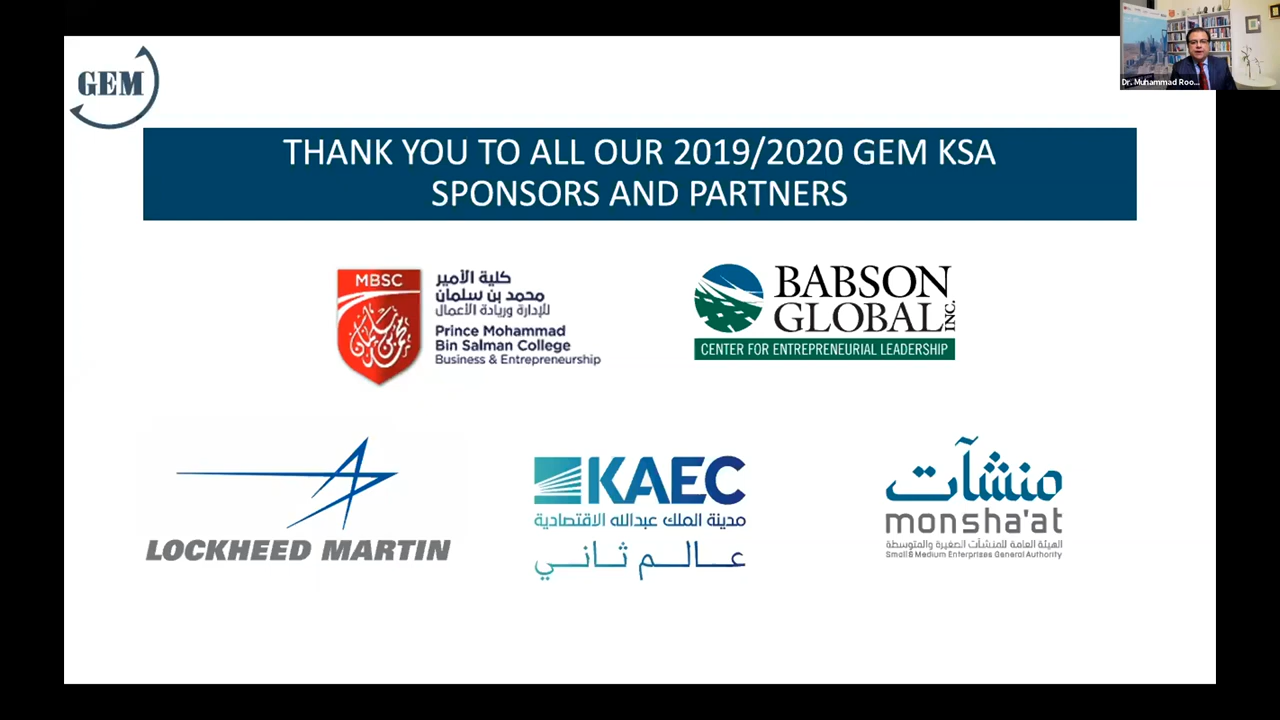 GEM
Dr. Muhammad Roo...
THANK YOU TO ALL OUR 2019/2020 GEM KSA
SPONSORS AND PARTNERS
MBSC
كلية الأمير
محمد بن سلمان
للإدارة وريادة الأعمال
Prince Mohammad
Bin Salman College
Business & Entrepreneurship
BABSON
GLOBAL
INC.
CENTER FOR ENTREPRENEURIAL LEADERSHIP
LOCKHEED MARTIN
KAEC
مدينة الملك عبدالله الاقتصادية
عالم ثاني
منشآت
monsha'at
الهيئة العامة للمنشآت الصغيرة والمتوسطة
Small & Medium Enterprises General Authority